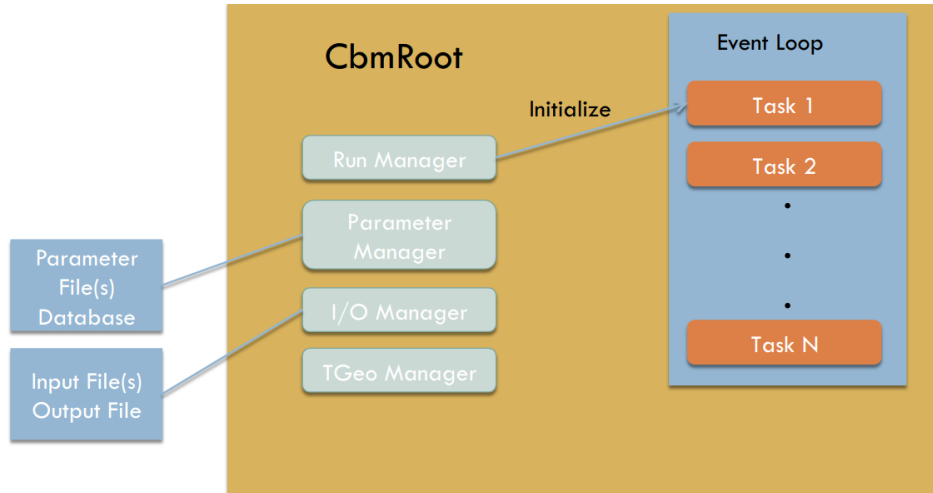 CbmRoot
Event Loop
Initialize
Task 1
Run Manager
Task 2
Parameter
Manager
Parameter
File(s)
Database
I/O Manager
Task N
TGeo Manager
Input File(s)
Output File